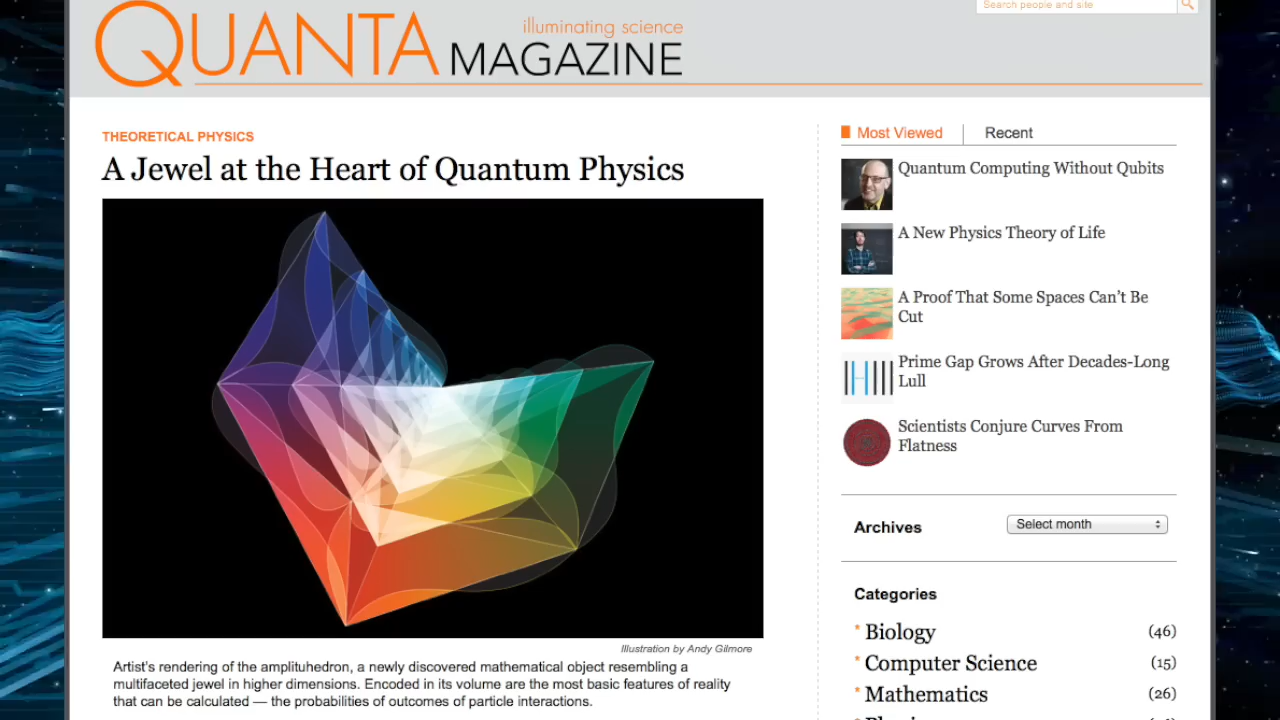 Search people and site
illuminating science
QUANTA MAGAZINE
THEORETICAL PHYSICS
A Jewel at the Heart of Quantum Physics
Illustration by Andy Gilmore
Artist's rendering of the amplituhedron, a newly discovered mathematical object resembling a
multifaceted jewel in higher dimensions. Encoded in its volume are the most basic features of reality
that can be calculated — the probabilities of outcomes of particle interactions.
Most Viewed
Recent
Quantum Computing Without Qubits
A New Physics Theory of Life
A Proof That Some Spaces Can't Be
Cut
Prime Gap Grows After Decades-Long
Lull
Scientists Conjure Curves From
Flatness
Archives
Select month
Categories
* Biology (46)
* Computer Science (15)
* Mathematics (26)